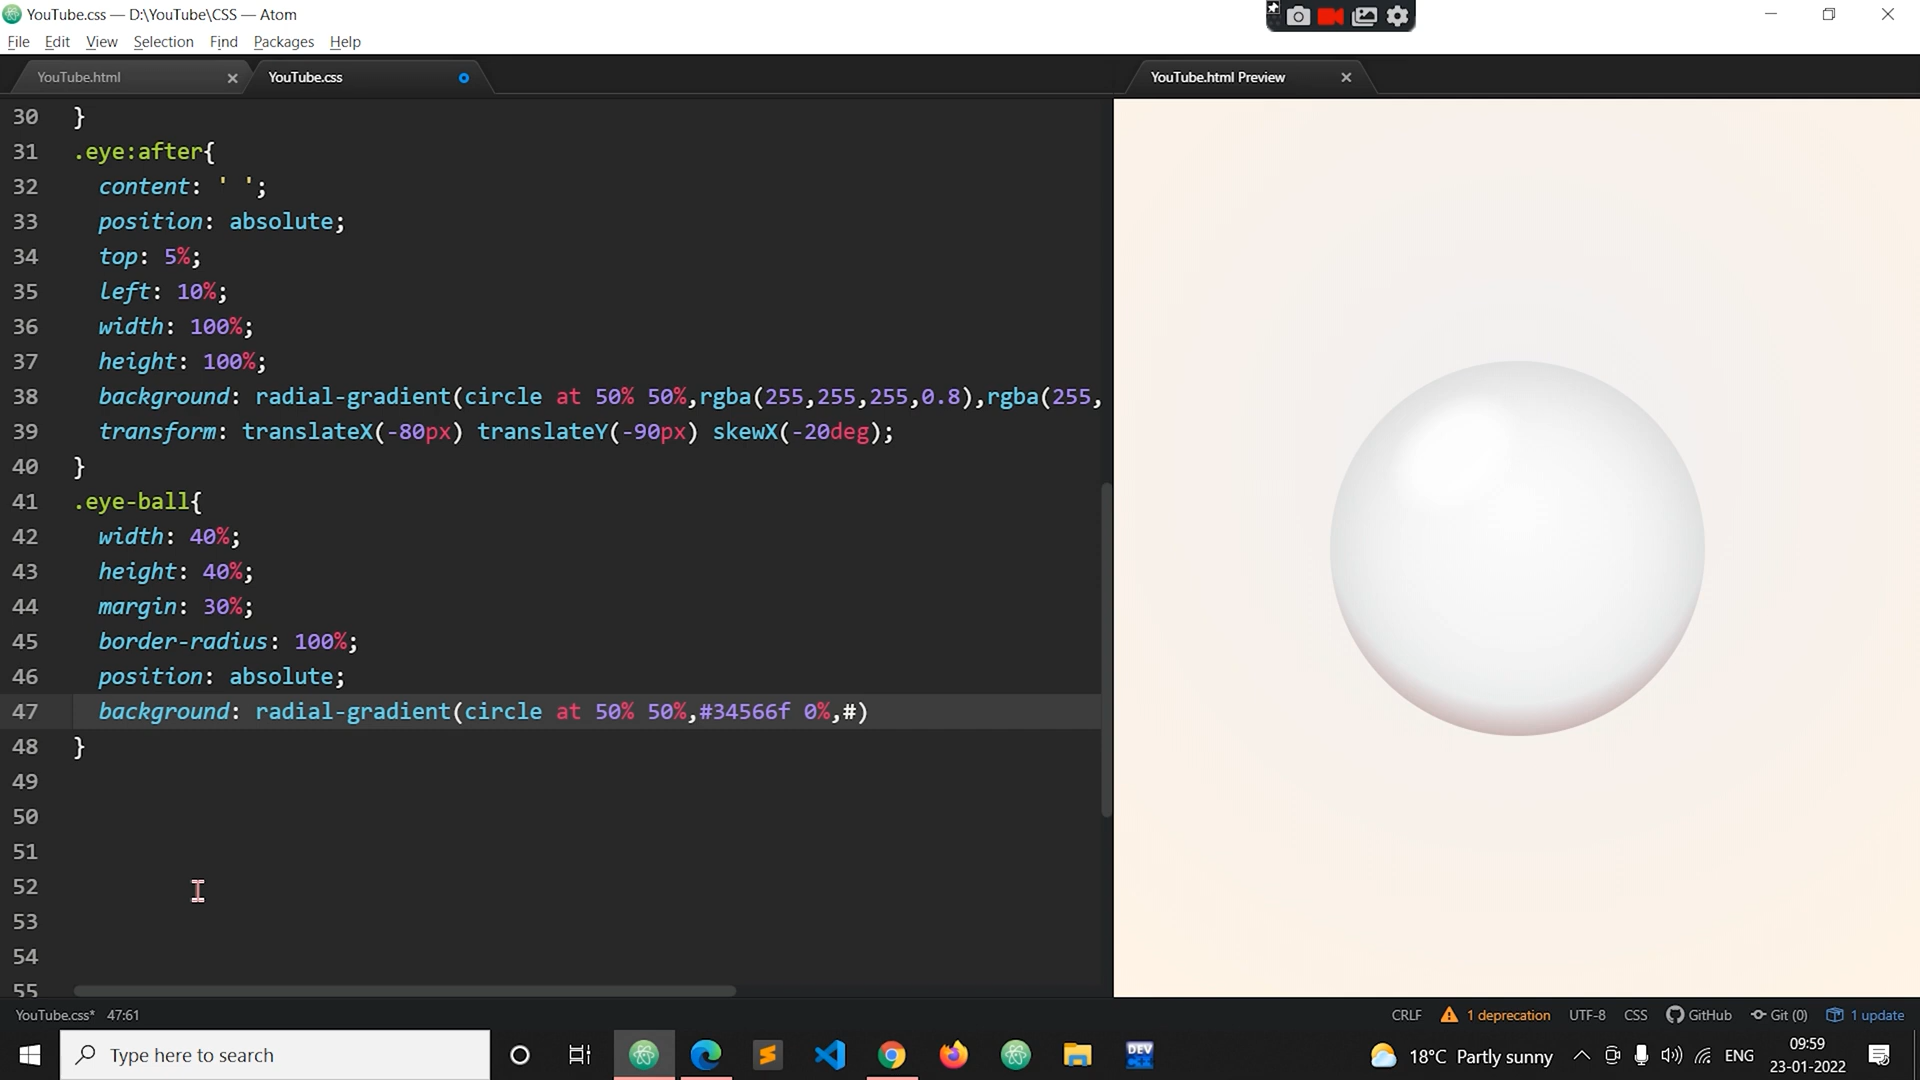 YouTube.css — D:\YouTube\CSS — Atom
File Edit View Selection Find Packages Help
YouTube.html YouTube.css YouTube.html Preview
30 }
31 .eye:after{
32 content: ' ';
33 position: absolute;
34 top: 5%;
35 left: 10%;
36 width: 100%;
37 height: 100%;
38 background: radial-gradient(circle at 50% 50%,rgba(255,255,255,0.8),rgba(255,
39 transform: translateX(-80px) translateY(-90px) skewX(-20deg);
40 }
41 .eye-ball{
42 width: 40%;
43 height: 40%;
44 margin: 30%;
45 border-radius: 100%;
46 position: absolute;
47 background: radial-gradient(circle at 50% 50%,#34566f 0%,#)
48 }
49
50
51
52
53
54
55
YouTube.css* 47:61 CRLF 1 deprecation UTF-8 CSS GitHub Git (0) 1 update
Type here to search DEV C++ 18°C Partly sunny ENG 09:59
23-01-2022